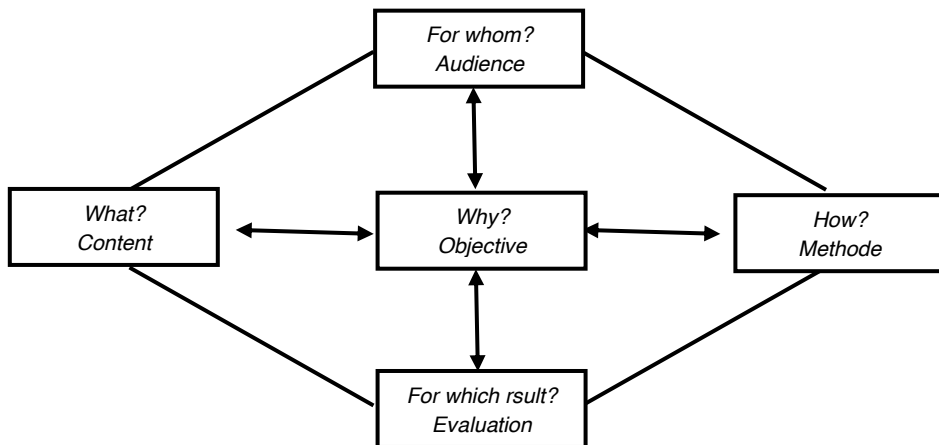 For whom?
Audience
What?
Content
Why?
Objective
How?
Methode
For which rsult?
Evaluation